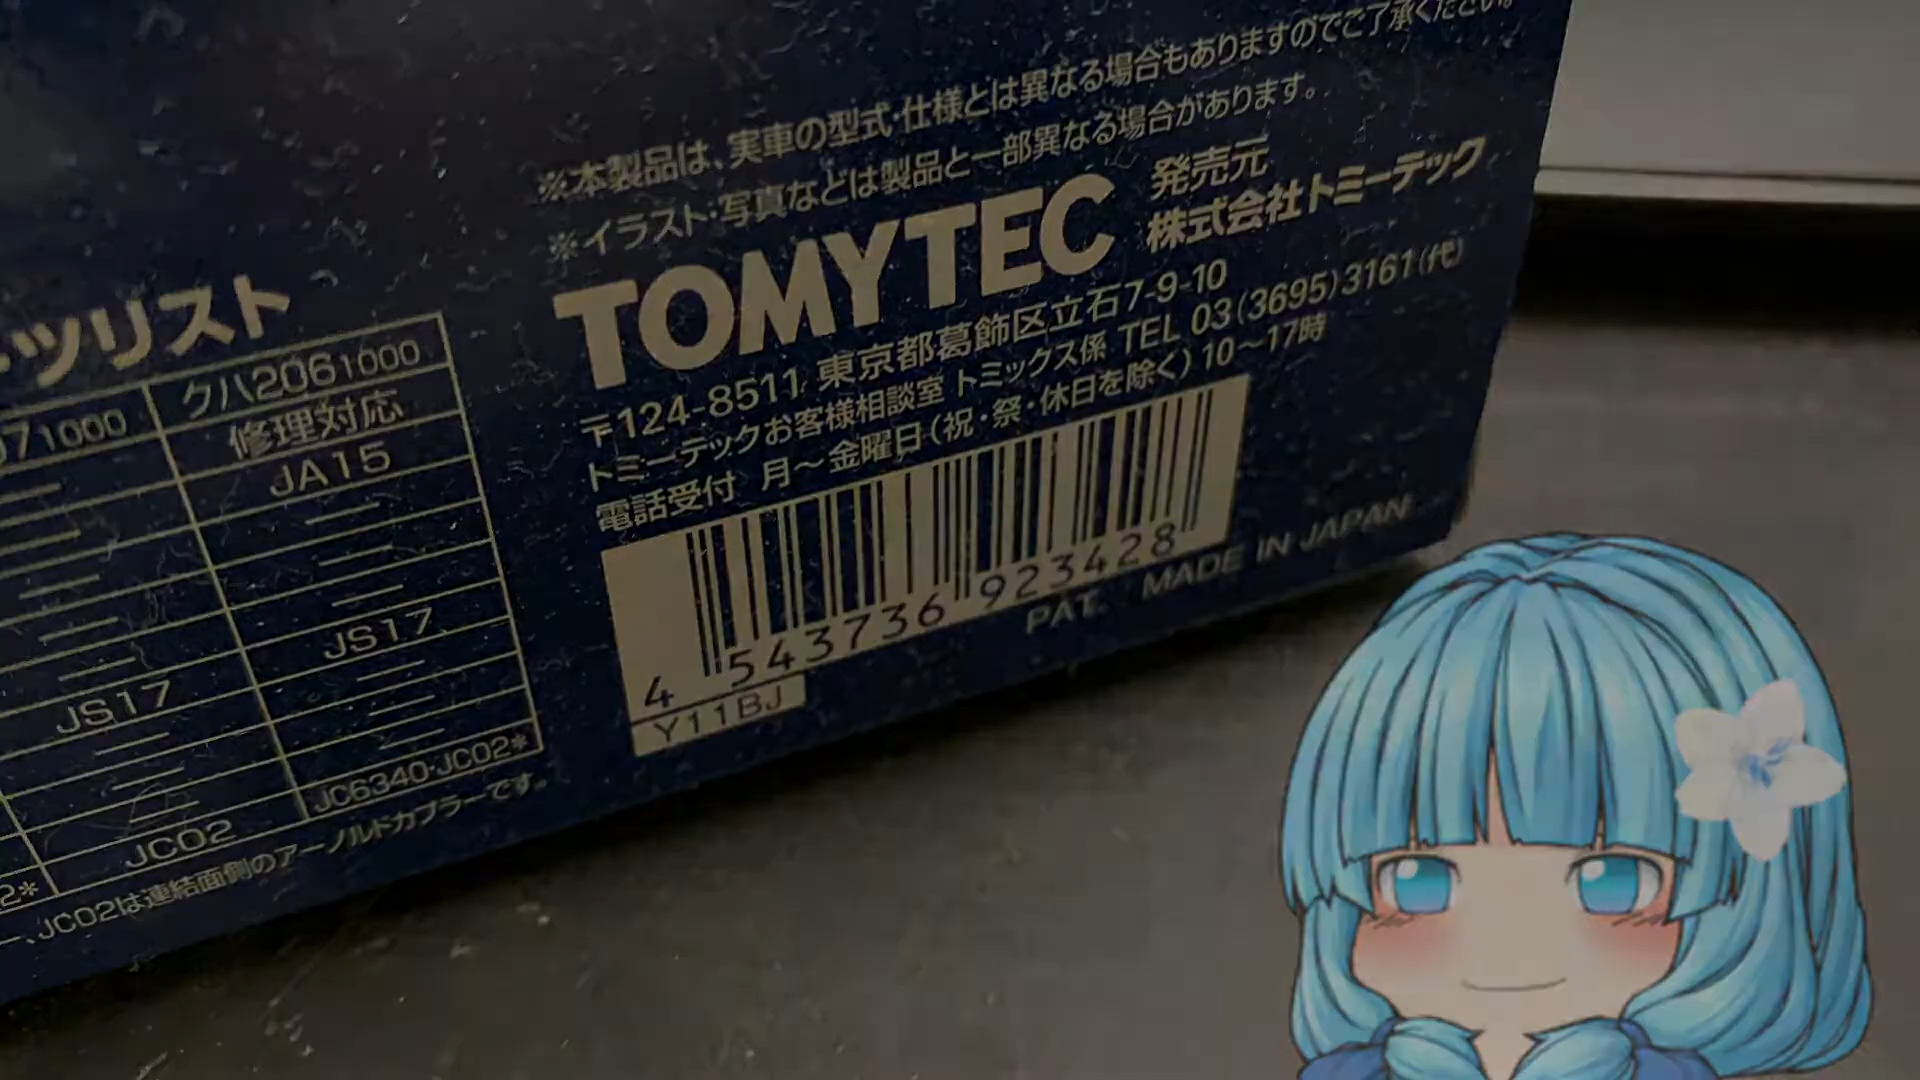 ※本製品は、実車の型式・仕様とは異なる場合もありますのでご了承ください。
※イラスト・写真などは製品と一部異なる場合があります。
TOMYTEC
発売元
株式会社トミーテック
〒124-8511 東京都葛飾区立石7-9-10
トミーテックお客様相談室 トミックス係 TEL 03(3695)3161(代)
電話受付 月〜金曜日(祝・祭・休日を除く) 10〜17時
4 543736 923428
Y11BJ
PAT. MADE IN JAPAN
ーツリスト
1000 クハ2061000
修理対応
JA15
JS17
JS17
JC6340・JC02*
JC02
2*
JC02は連結面側のアーノルドカプラーです。